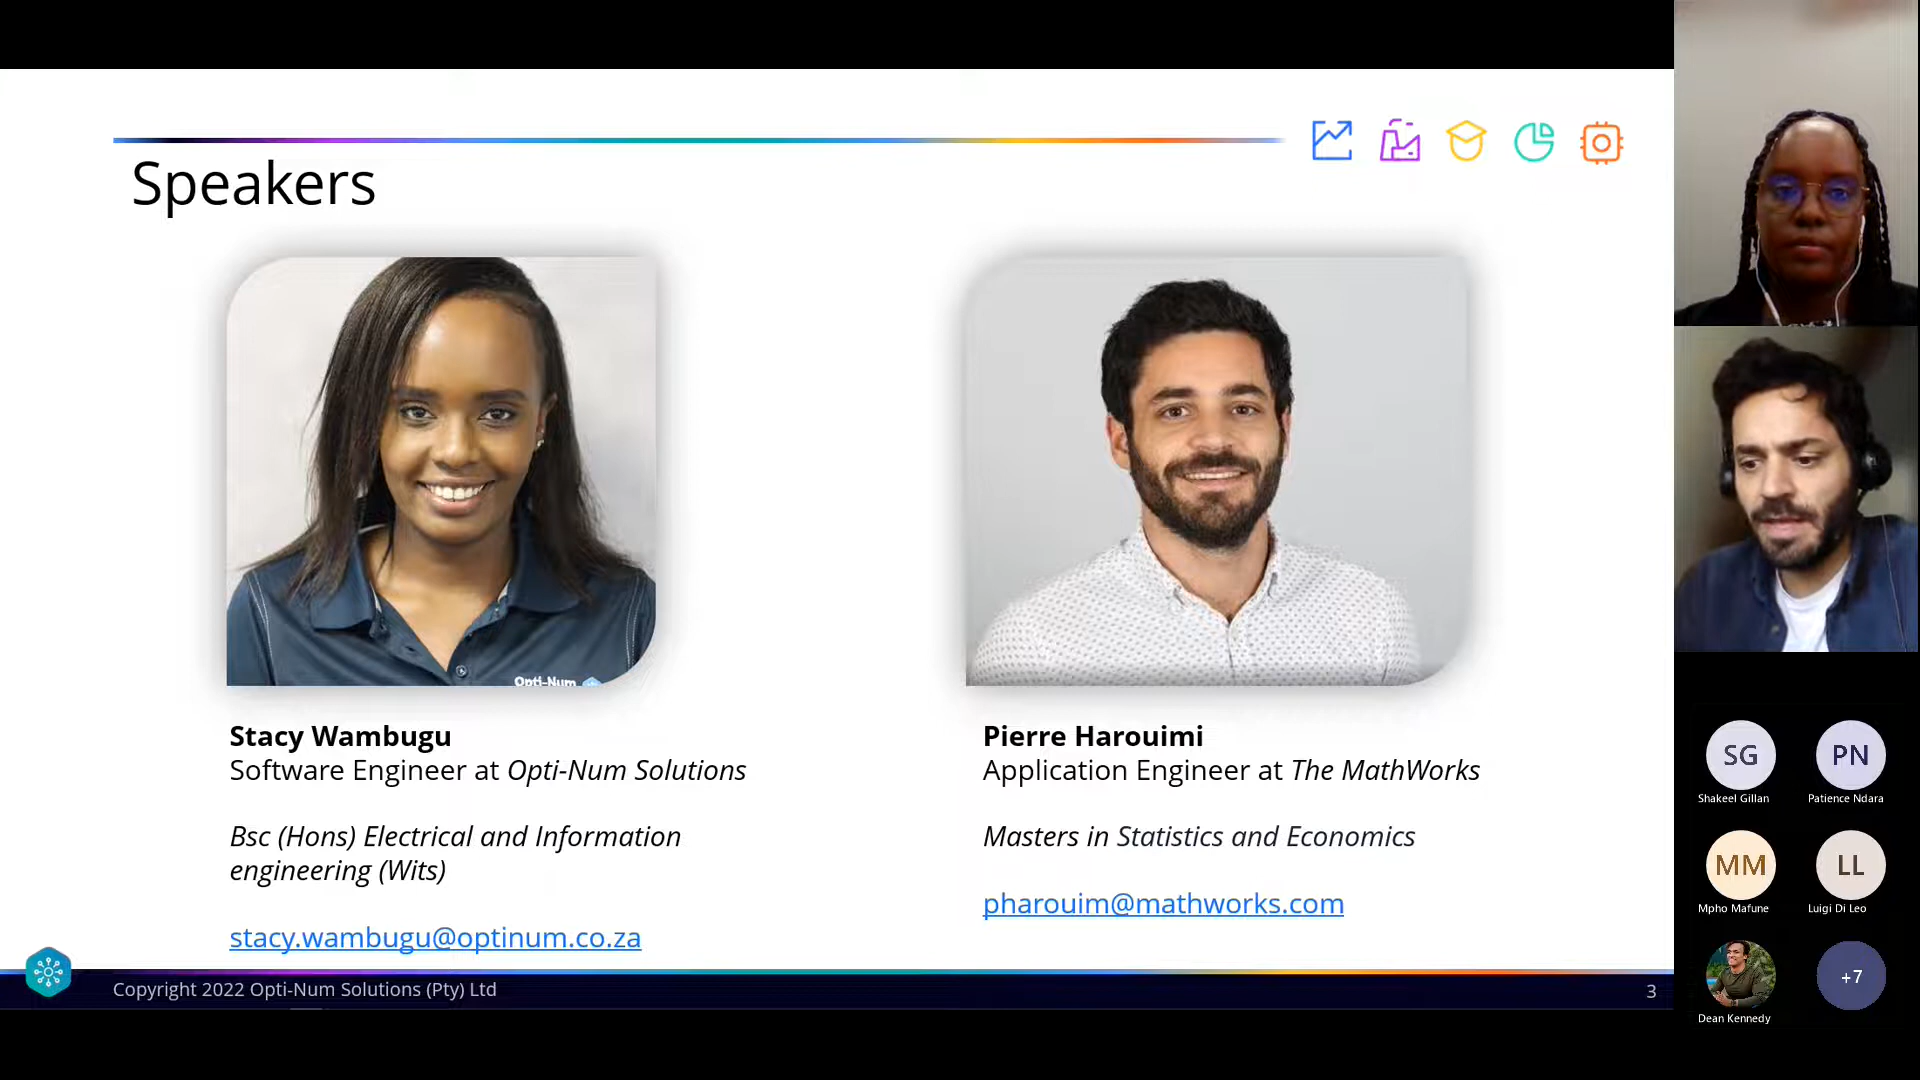 Speakers
Opti-Num
Stacy Wambugu
Software Engineer at Opti-Num Solutions
Bsc (Hons) Electrical and Information
engineering (Wits)
stacy.wambugu@optinum.co.za
Pierre Harouimi
Application Engineer at The MathWorks
Masters in Statistics and Economics
pharouim@mathworks.com
Copyright 2022 Opti-Num Solutions (Pty) Ltd
3
SG
PN
Shakeel Gillan
Patience Ndara
MM
LL
Mpho Mafune
Luigi Di Leo
+7
Dean Kennedy